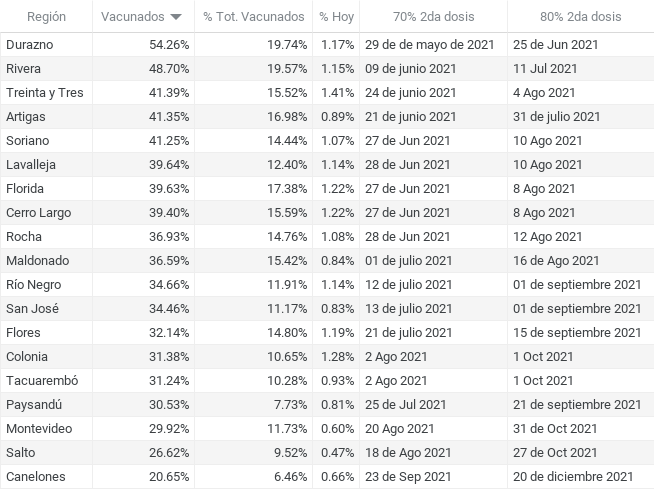 Región Vacunados % Tot. Vacunados % Hoy 70% 2da dosis 80% 2da dosis
Durazno 54.26% 19.74% 1.17% 29 de de mayo de 2021 25 de Jun 2021
Rivera 48.70% 19.57% 1.15% 09 de junio 2021 11 Jul 2021
Treinta y Tres 41.39% 15.52% 1.41% 24 de junio 2021 4 Ago 2021
Artigas 41.35% 16.98% 0.89% 21 de junio 2021 31 de julio 2021
Soriano 41.25% 14.44% 1.07% 27 de Jun 2021 10 Ago 2021
Lavalleja 39.64% 12.40% 1.14% 28 de Jun 2021 10 Ago 2021
Florida 39.63% 17.38% 1.22% 27 de Jun 2021 8 Ago 2021
Cerro Largo 39.40% 15.59% 1.22% 27 de Jun 2021 8 Ago 2021
Rocha 36.93% 14.76% 1.08% 28 de Jun 2021 12 Ago 2021
Maldonado 36.59% 15.42% 0.84% 01 de julio 2021 16 de Ago 2021
Río Negro 34.66% 11.91% 1.14% 12 de julio 2021 01 de septiembre 2021
San José 34.46% 11.17% 0.83% 13 de julio 2021 01 de septiembre 2021
Flores 32.14% 14.80% 1.19% 21 de julio 2021 15 de septiembre 2021
Colonia 31.38% 10.65% 1.28% 2 Ago 2021 1 Oct 2021
Tacuarembó 31.24% 10.28% 0.93% 2 Ago 2021 1 Oct 2021
Paysandú 30.53% 7.73% 0.81% 25 de Jul 2021 21 de septiembre 2021
Montevideo 29.92% 11.73% 0.60% 20 Ago 2021 31 de Oct 2021
Salto 26.62% 9.52% 0.47% 18 de Ago 2021 27 de Oct 2021
Canelones 20.65% 6.46% 0.66% 23 de Sep 2021 20 de diciembre 2021